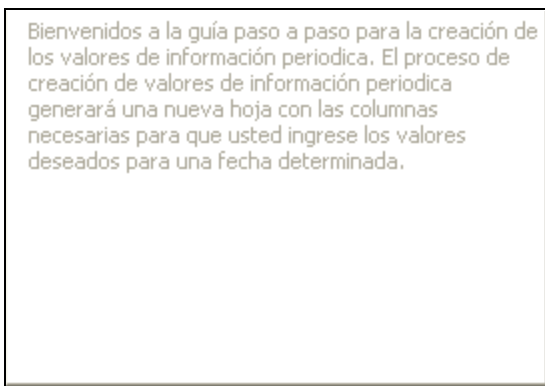 Bienvenidos a la guía paso a paso para la creación de
los valores de información periodica. El proceso de
creación de valores de información periodica
generará una nueva hoja con las columnas
necesarias para que usted ingrese los valores
deseados para una fecha determinada.